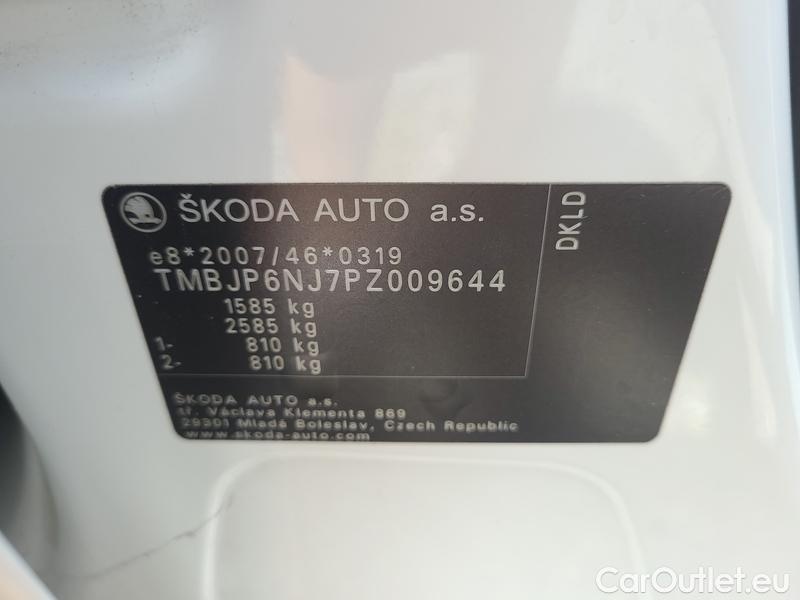 ŠKODA AUTO a.s.
DKLD
e8*2007/46*0319
TMBJP6NJ7PZ009644
1585 kg
2585 kg
1- 810 kg
2- 810 kg
ŠKODA AUTO a.s.
tř. Václava Klementa 869
29301 Mladá Boleslav, Czech Republic
www.skoda-auto.com
CarOutlet.eu